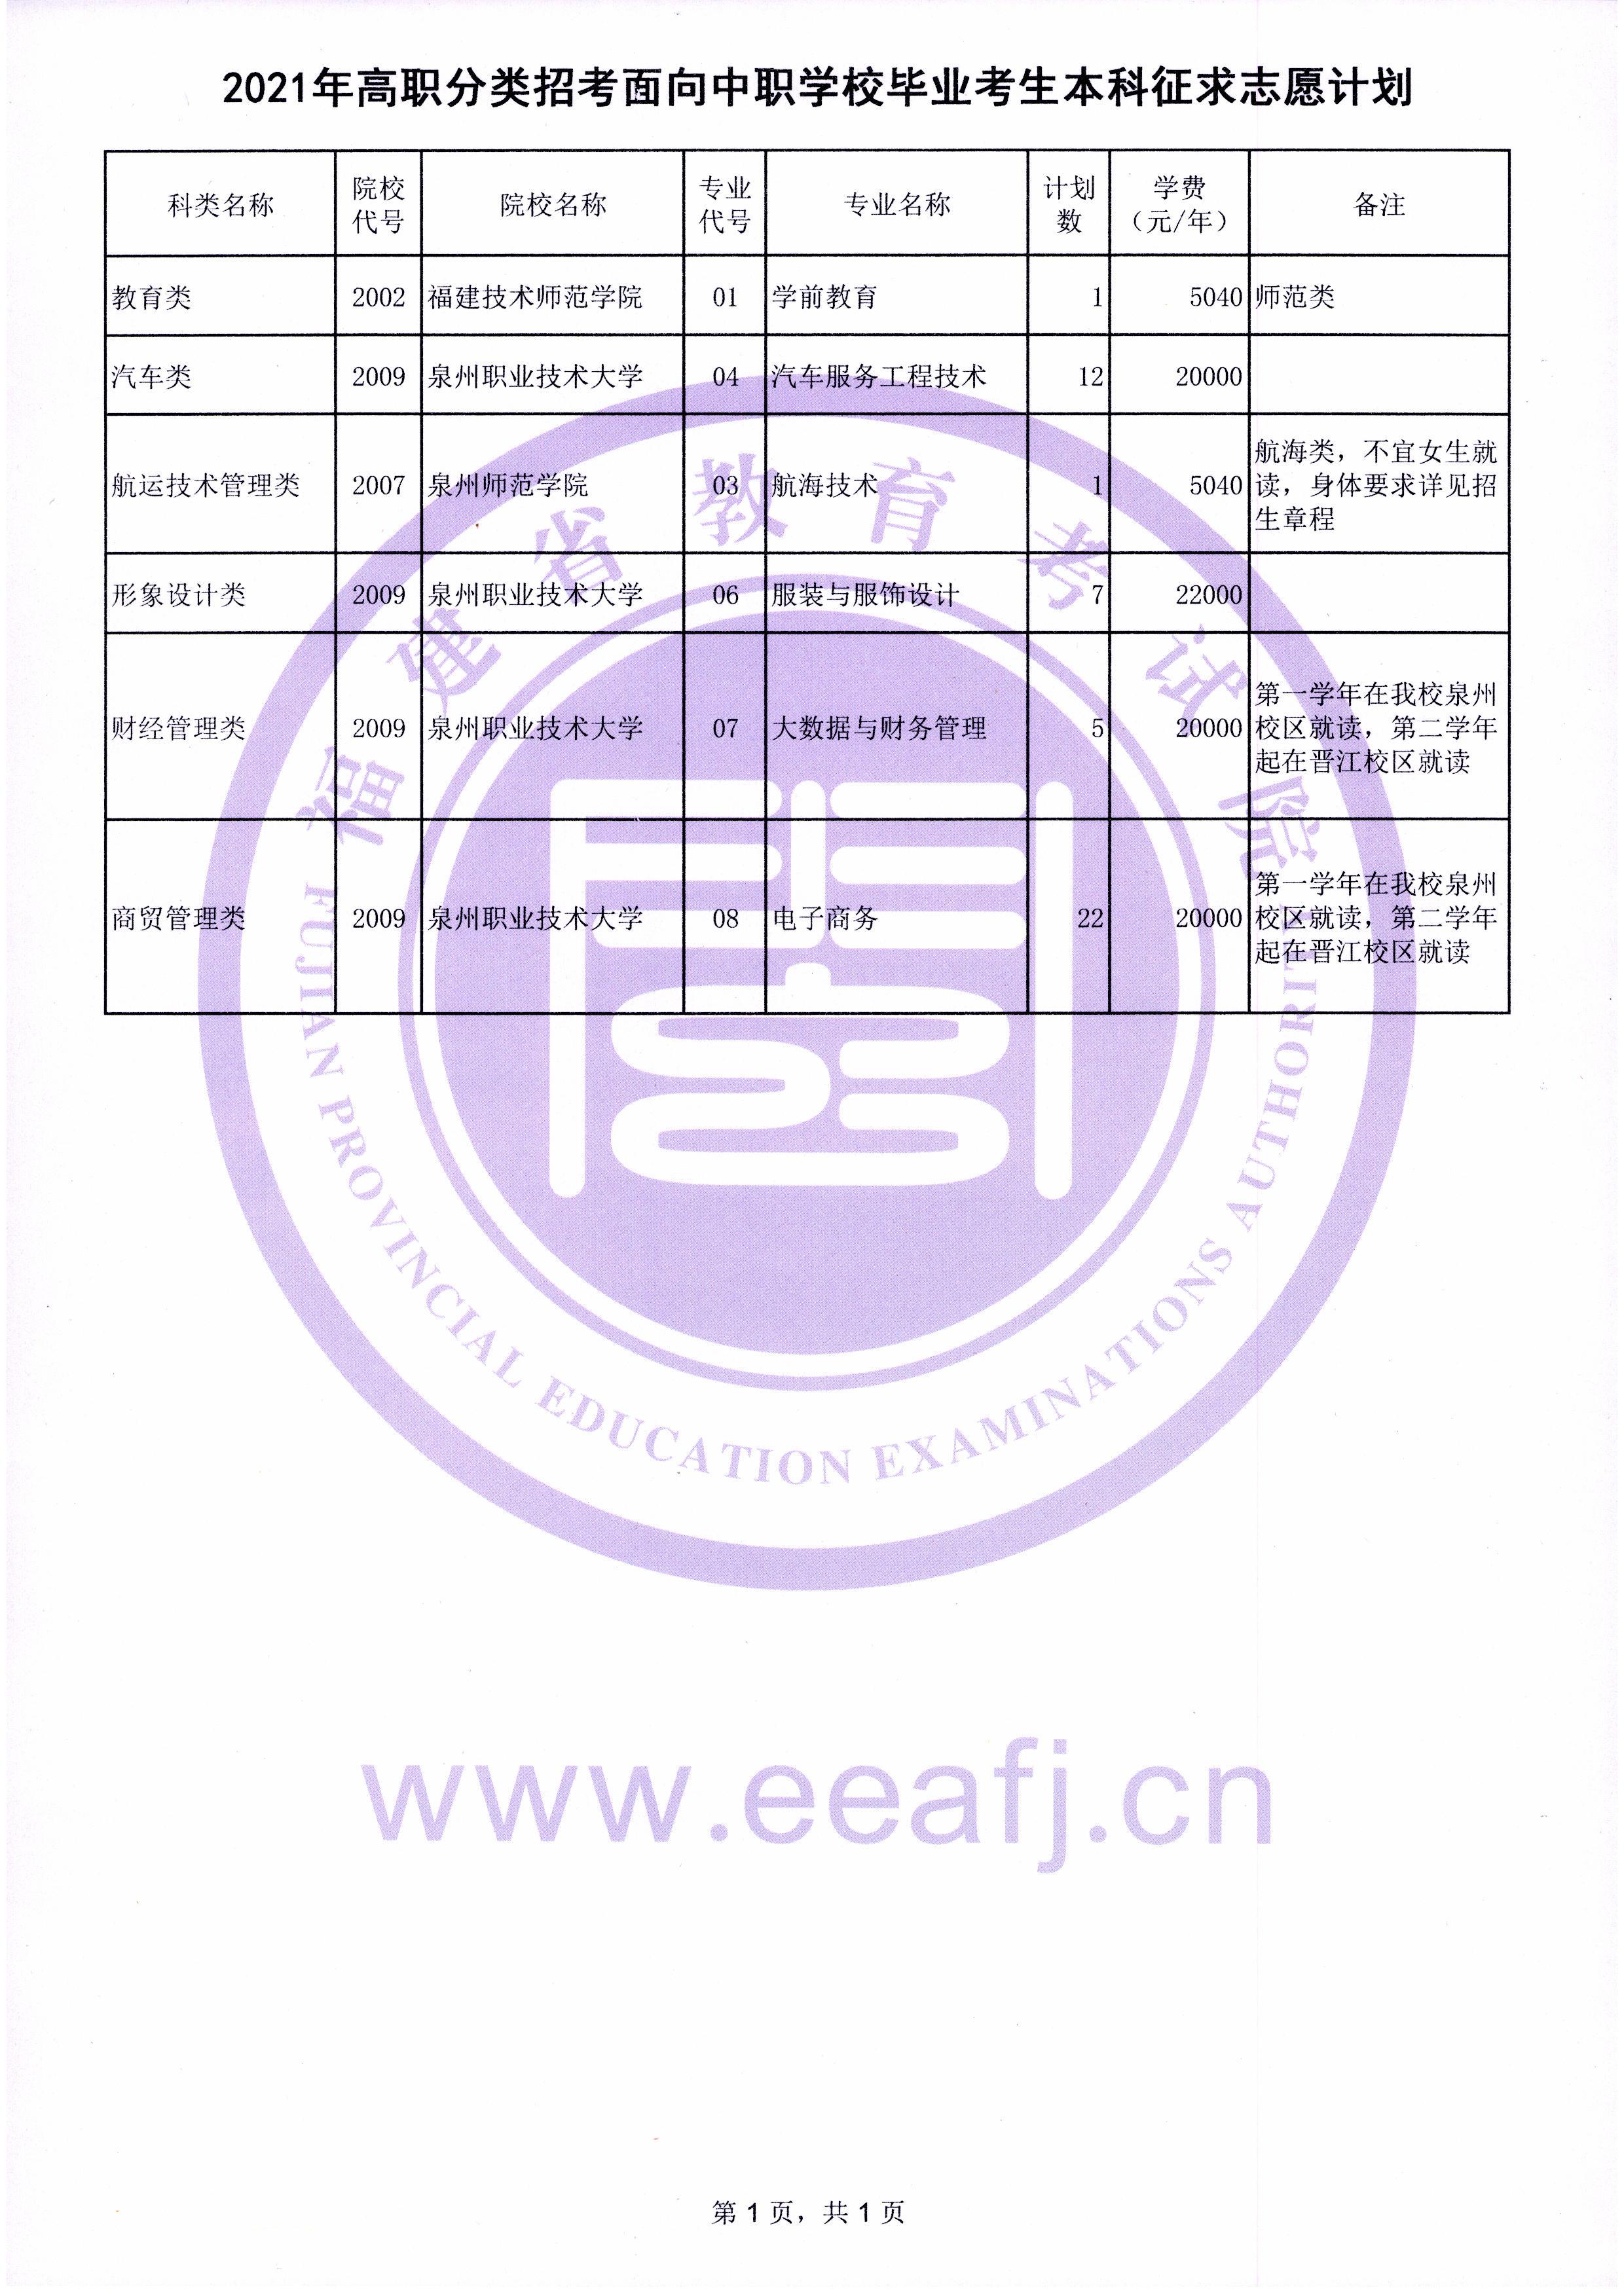 2021年高职分类招考面向中职学校毕业考生本科征求志愿计划
科类名称 院校代号 院校名称 专业代号 专业名称 计划数 学费（元/年） 备注
教育类 2002 福建技术师范学院 01 学前教育 1 5040 师范类
汽车类 2009 泉州职业技术大学 04 汽车服务工程技术 12 20000
航运技术管理类 2007 泉州师范学院 03 航海技术 1 5040 航海类，不宜女生就读，身体要求详见招生章程
形象设计类 2009 泉州职业技术大学 06 服装与服饰设计 7 22000
财经管理类 2009 泉州职业技术大学 07 大数据与财务管理 5 20000 第一学年在我校泉州校区就读，第二学年起在晋江校区就读
商贸管理类 2009 泉州职业技术大学 08 电子商务 22 20000 第一学年在我校泉州校区就读，第二学年起在晋江校区就读
福建省教育考试院
FUJIAN PROVINCIAL EDUCATION EXAMINATIONS AUTHORITY
www.eeafj.cn
第 1 页，共 1 页